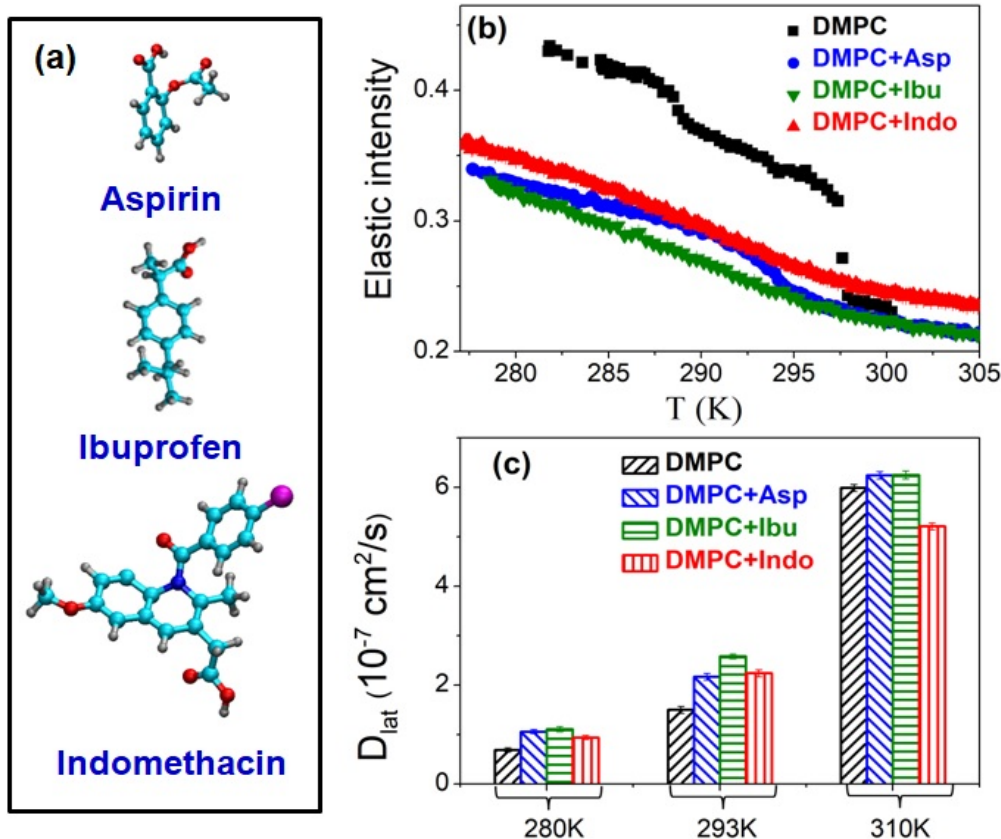 (a)
Aspirin
Ibuprofen
Indomethacin
(b)
DMPC
DMPC+Asp
DMPC+Ibu
DMPC+Indo
Elastic intensity
0.4
0.3
0.2
280 285 290 295 300 305
T (K)
(c)
DMPC
DMPC+Asp
DMPC+Ibu
DMPC+Indo
D_lat (10^-7 cm^2/s)
6
4
2
0
280K 293K 310K